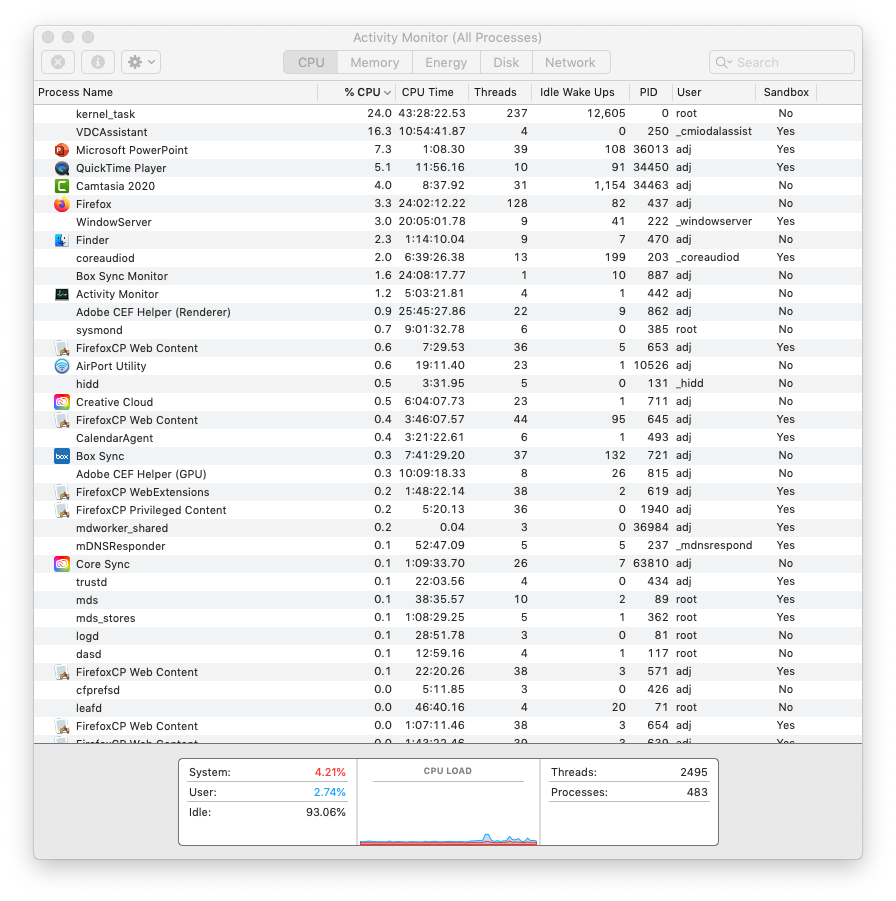 Activity Monitor (All Processes)
CPU Memory Energy Disk Network Search
Process Name % CPU CPU Time Threads Idle Wake Ups PID User Sandbox
kernel_task 24.0 43:28:22.53 237 12,605 0 root No
VDCAssistant 16.3 10:54:41.87 4 0 250 _cmiodalassist Yes
Microsoft PowerPoint 7.3 1:08.30 39 108 36013 adj Yes
QuickTime Player 5.1 11:56.16 10 91 34450 adj Yes
Camtasia 2020 4.0 8:37.92 31 1,154 34463 adj No
Firefox 3.3 24:02:12.22 128 82 437 adj No
WindowServer 3.0 20:05:01.78 9 41 222 _windowserver Yes
Finder 2.3 1:14:10.04 9 7 470 adj No
coreaudiod 2.0 6:39:26.38 13 199 203 _coreaudiod Yes
Box Sync Monitor 1.6 24:08:17.77 1 10 887 adj No
Activity Monitor 1.2 5:03:21.81 4 1 442 adj No
Adobe CEF Helper (Renderer) 0.9 25:45:27.86 22 9 862 adj No
sysmond 0.7 9:01:32.78 6 0 385 root No
FirefoxCP Web Content 0.6 7:29.53 36 5 653 adj Yes
AirPort Utility 0.6 19:11.40 23 1 10526 adj No
hidd 0.5 3:31.95 5 0 131 _hidd No
Creative Cloud 0.5 6:04:07.73 23 1 711 adj No
FirefoxCP Web Content 0.4 3:46:07.57 44 95 645 adj Yes
CalendarAgent 0.4 3:21:22.61 6 1 493 adj Yes
box Box Sync 0.3 7:41:29.20 37 132 721 adj No
Adobe CEF Helper (GPU) 0.3 10:09:18.33 8 26 815 adj No
FirefoxCP WebExtensions 0.2 1:48:22.14 38 2 619 adj Yes
FirefoxCP Privileged Content 0.2 5:20.13 36 0 1940 adj Yes
mdworker_shared 0.2 0.04 3 0 36984 adj Yes
mDNSResponder 0.1 52:47.09 5 5 237 _mdnsrespond Yes
Core Sync 0.1 1:09:33.70 26 7 63810 adj No
trustd 0.1 22:03.56 4 0 434 adj Yes
mds 0.1 38:35.57 10 2 89 root Yes
mds_stores 0.1 1:08:29.25 5 1 362 root Yes
logd 0.1 28:51.78 3 0 81 root No
dasd 0.1 12:59.16 4 1 117 root No
FirefoxCP Web Content 0.1 22:20.26 38 3 571 adj Yes
cfprefsd 0.0 5:11.85 3 0 426 adj No
leafd 0.0 46:40.16 4 20 71 root No
FirefoxCP Web Content 0.0 1:07:11.46 38 3 654 adj Yes
FirefoxCP Web Content 0.0 1:43:22.46 39 3 639 adj Yes
System: 4.21% CPU LOAD Threads: 2495
User: 2.74% Processes: 483
Idle: 93.06%